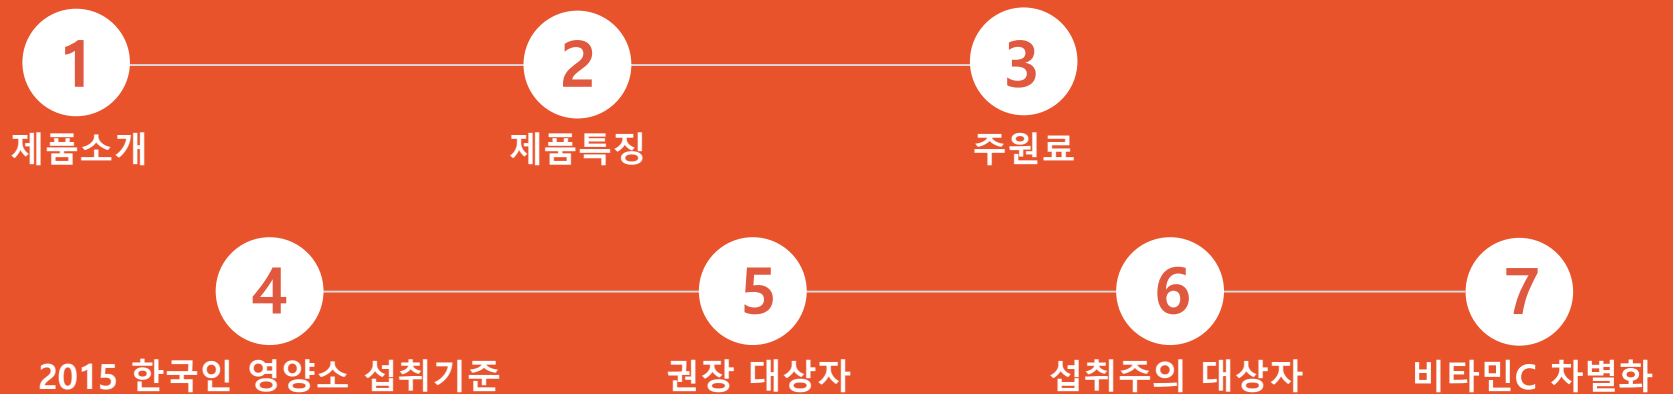 1 2 3
제품소개 제품특징 주원료
4 5 6 7
2015 한국인 영양소 섭취기준 권장 대상자 섭취주의 대상자 비타민C 차별화